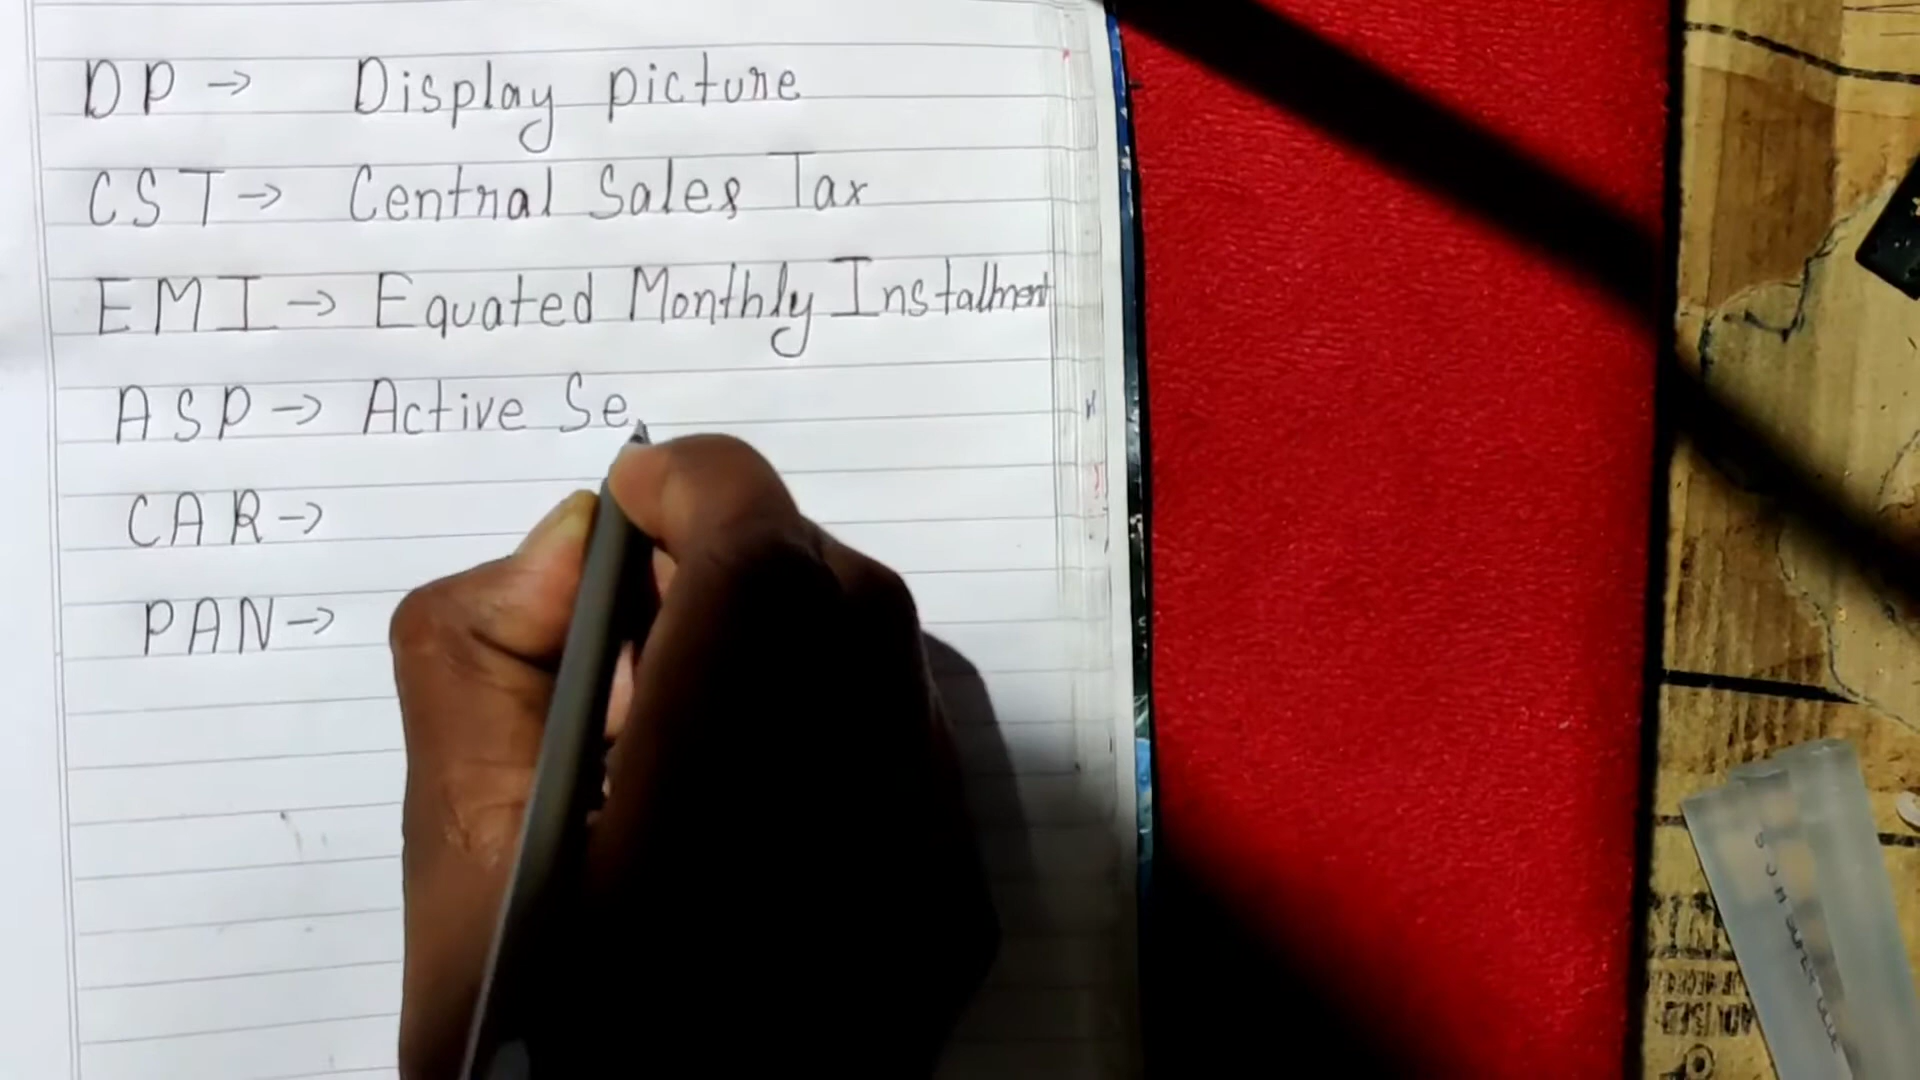 DP → Display picture
CST → Central Sales Tax
EMI → Equated Monthly Installment
ASP → Active Se
CAR →
PAN →